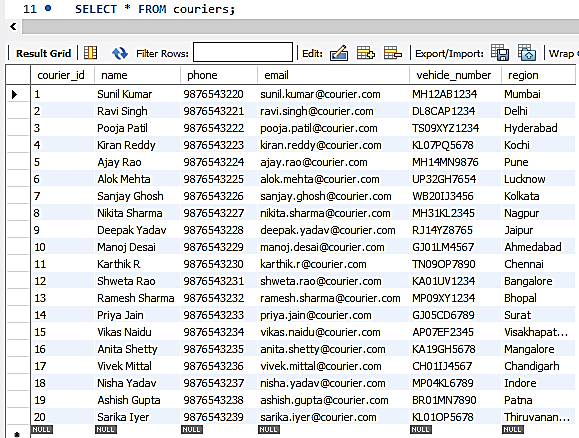 11 SELECT * FROM couriers;
Result Grid Filter Rows: Edit: Export/Import: Wrap C
courier_id name phone email vehicle_number region
1 Sunil Kumar 9876543220 sunil.kumar@courier.com MH12AB1234 Mumbai
2 Ravi Singh 9876543221 ravi.singh@courier.com DL8CAP1234 Delhi
3 Pooja Patil 9876543222 pooja.patil@courier.com TS09XYZ1234 Hyderabad
4 Kiran Reddy 9876543223 kiran.reddy@courier.com KL07PQ5678 Kochi
5 Ajay Rao 9876543224 ajay.rao@courier.com MH14MN9876 Pune
6 Alok Mehta 9876543225 alok.mehta@courier.com UP32GH7654 Lucknow
7 Sanjay Ghosh 9876543226 sanjay.ghosh@courier.com WB20IJ3456 Kolkata
8 Nikita Sharma 9876543227 nikita.sharma@courier.com MH31KL2345 Nagpur
9 Deepak Yadav 9876543228 deepak.yadav@courier.com RJ14YZ8765 Jaipur
10 Manoj Desai 9876543229 manoj.desai@courier.com GJ01LM4567 Ahmedabad
11 Karthik R 9876543230 karthik.r@courier.com TN09OP7890 Chennai
12 Shweta Rao 9876543231 shweta.rao@courier.com KA01UV1234 Bangalore
13 Ramesh Sharma 9876543232 ramesh.sharma@courier.com MP09XY1234 Bhopal
14 Priya Jain 9876543233 priya.jain@courier.com GJ05CD6789 Surat
15 Vikas Naidu 9876543234 vikas.naidu@courier.com AP07EF2345 Visakhapat...
16 Anita Shetty 9876543235 anita.shetty@courier.com KA19GH5678 Mangalore
17 Vivek Mittal 9876543236 vivek.mittal@courier.com CH01IJ4567 Chandigarh
18 Nisha Yadav 9876543237 nisha.yadav@courier.com MP04KL6789 Indore
19 Ashish Gupta 9876543238 ashish.gupta@courier.com BR01MN7890 Patna
20 Sarika Iyer 9876543239 sarika.iyer@courier.com KL01OP5678 Thiruvanan...
NULL NULL NULL NULL NULL NULL